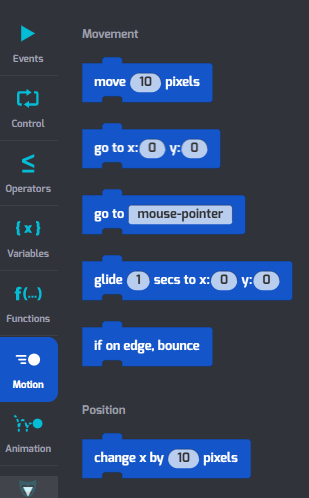 Events
Control
≤
Operators
{x}
Variables
f(...)
Functions
Motion
Animation
Movement
move 10 pixels
go to x: 0 y: 0
go to mouse-pointer
glide 1 secs to x: 0 y: 0
if on edge, bounce
Position
change x by 10 pixels